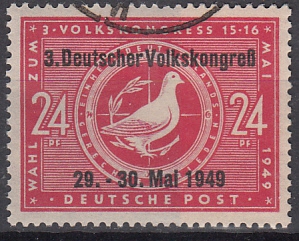 ZUM 3·VOLKSKONGRESS 15-16 MAI
3. Deutscher Volkskongreß
24 24
PF PF
WAHL 1949
29. - 30. Mai 1949
DEUTSCHE POST